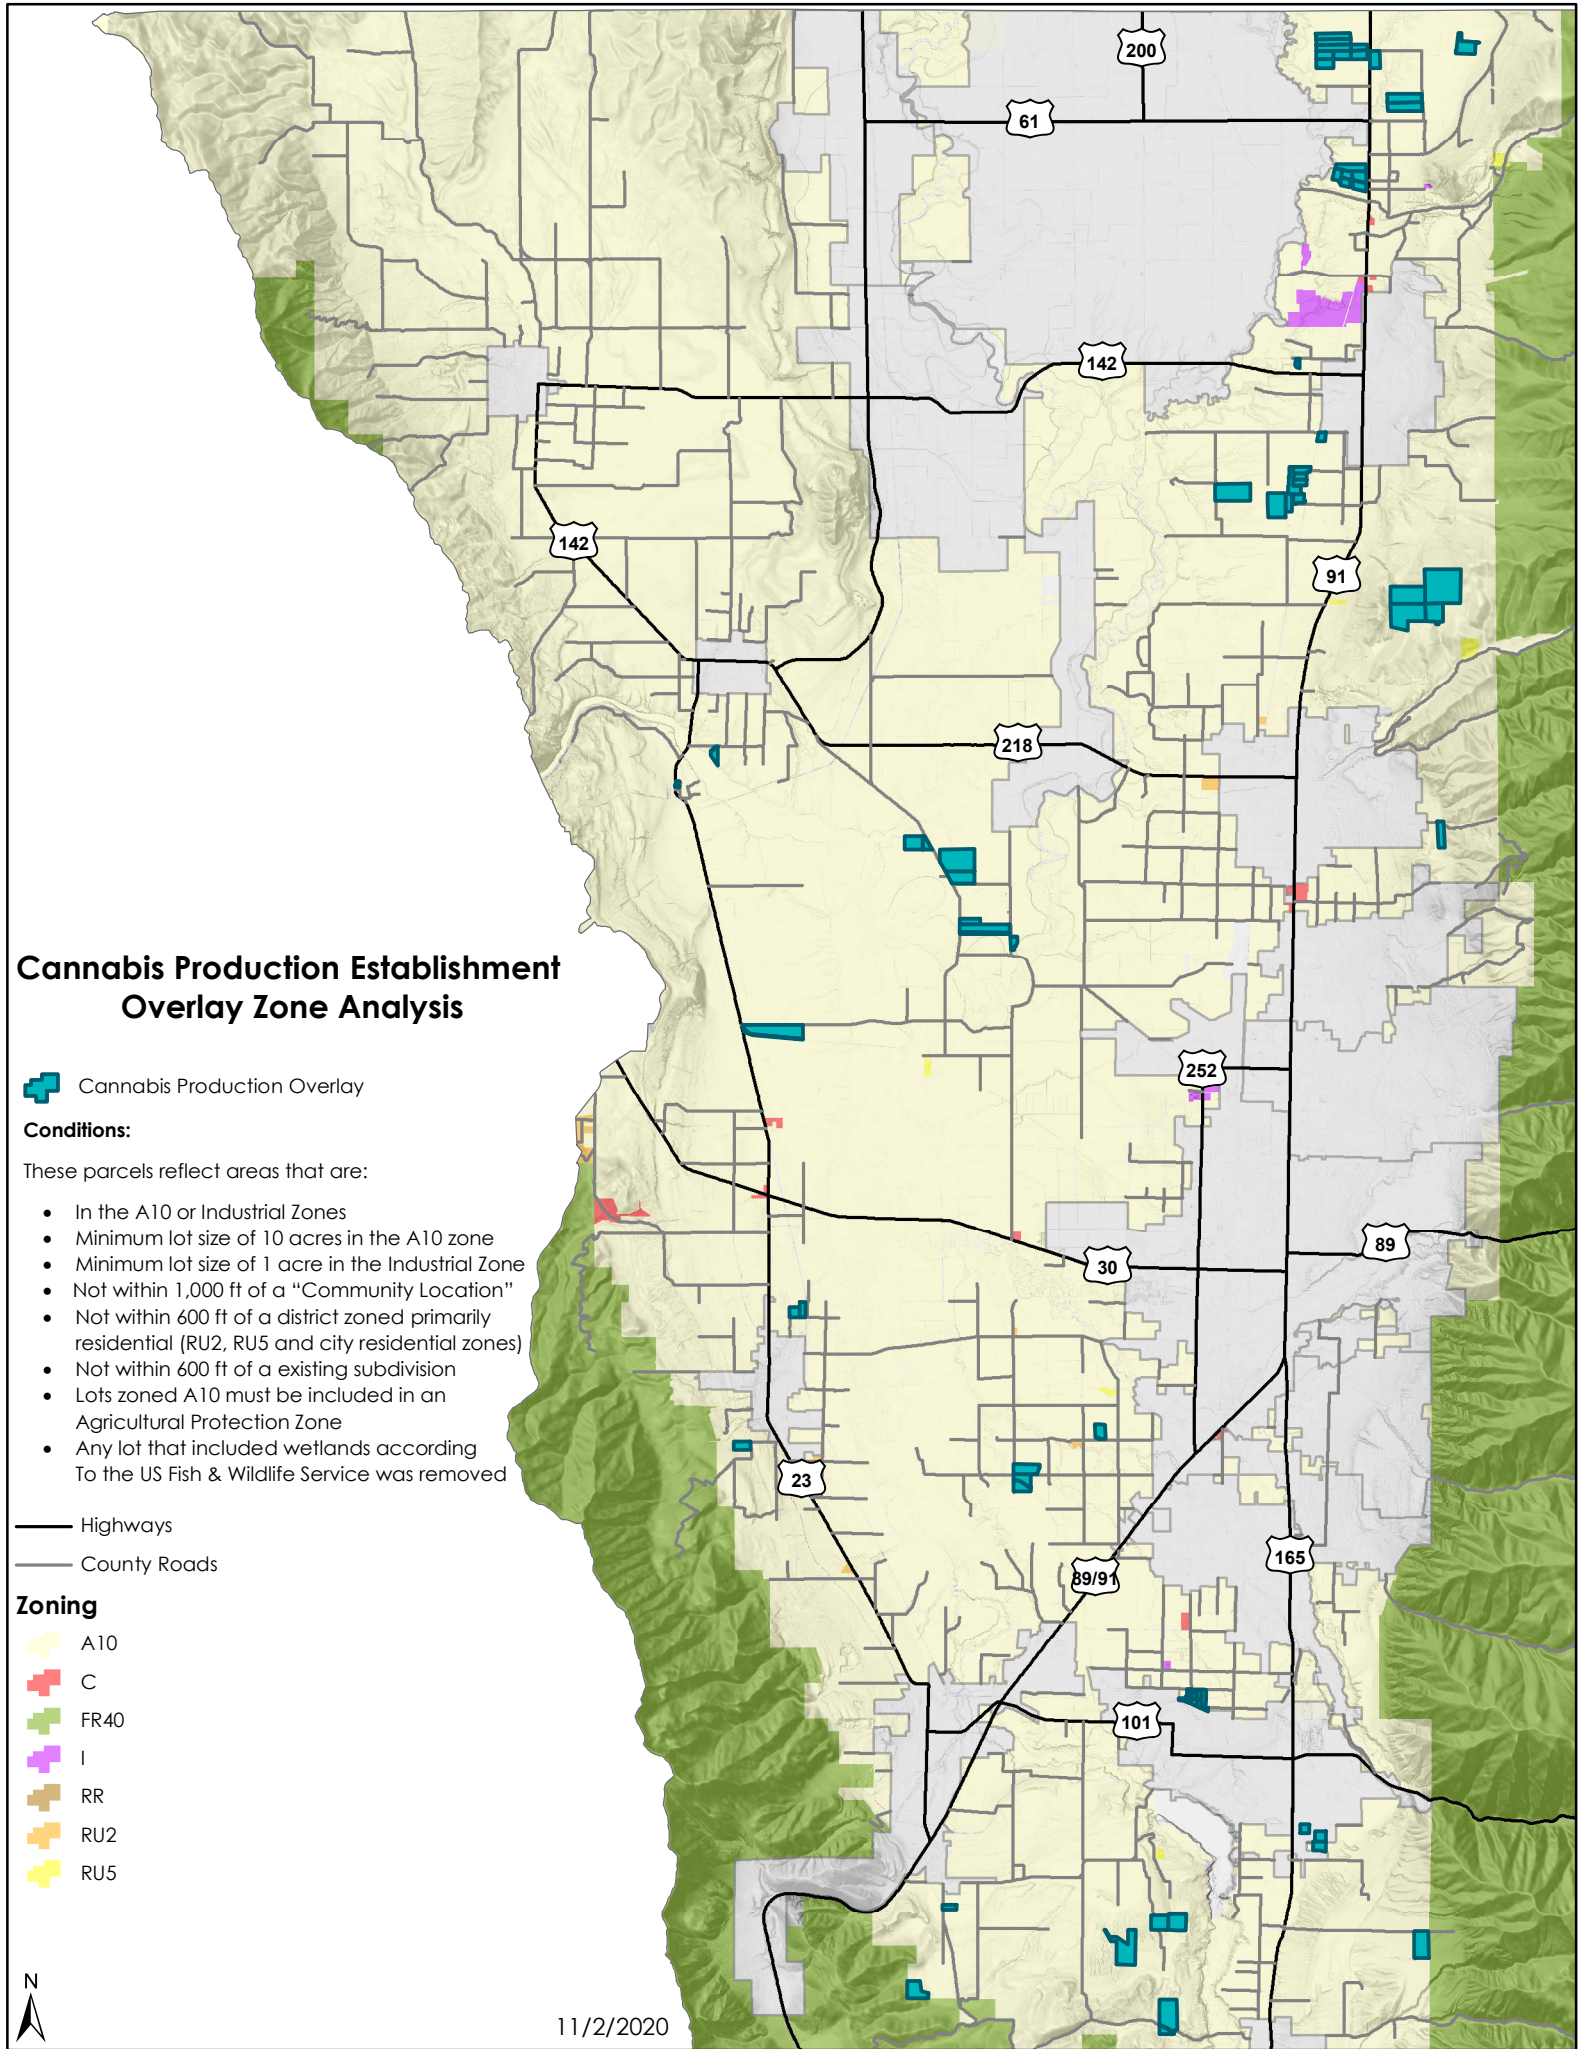 200
61
142
142
91
218
Cannabis Production Establishment
Overlay Zone Analysis
Cannabis Production Overlay
Conditions:
These parcels reflect areas that are:
• In the A10 or Industrial Zones
• Minimum lot size of 10 acres in the A10 zone
• Minimum lot size of 1 acre in the Industrial Zone
• Not within 1,000 ft of a “Community Location”
• Not within 600 ft of a district zoned primarily
residential (RU2, RU5 and city residential zones)
• Not within 600 ft of a existing subdivision
• Lots zoned A10 must be included in an
Agricultural Protection Zone
• Any lot that included wetlands according
To the US Fish & Wildlife Service was removed
Highways
County Roads
Zoning
A10
C
FR40
I
RR
RU2
RU5
252
89
30
23
165
89/91
101
N
11/2/2020